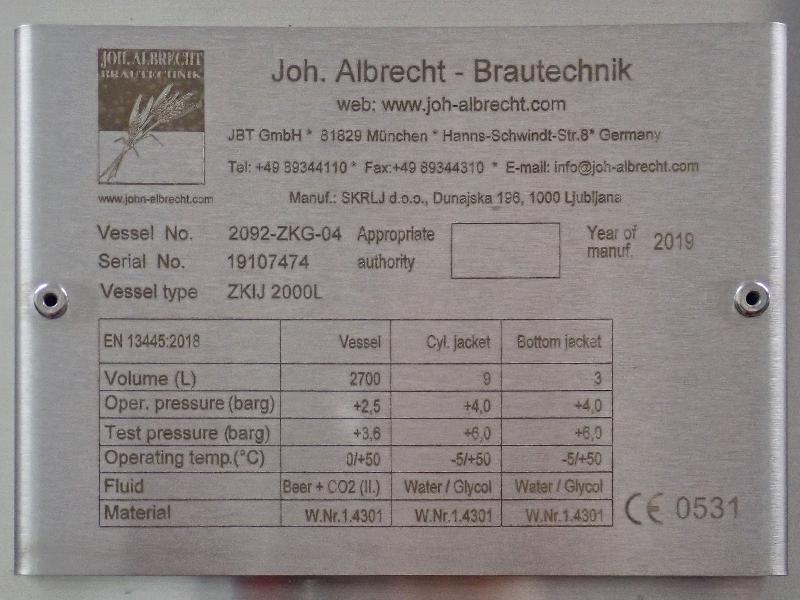 JOH. ALBRECHT
BRAUTECHNIK
www.john-albrecht.com
Joh. Albrecht - Brautechnik
web: www.joh-albrecht.com
JBT GmbH * 81829 München * Hanns-Schwindt-Str.8* Germany
Tel: +49 89344110 * Fax:+49 89344310 * E-mail: info@joh-albrecht.com
Manuf.: SKRLJ d.o.o., Dunajska 196, 1000 Ljubljana
Vessel No. 2092-ZKG-04 Appropriate authority Year of manuf. 2019
Serial No. 19107474
Vessel type ZKIJ 2000L
EN 13445:2018 Vessel Cyl. jacket Bottom jacket
Volume (L) 2700 9 3
Oper. pressure (barg) +2,5 +4,0 +4,0
Test pressure (barg) +3,6 +6,0 +6,0
Operating temp.(°C) 0/+50 -5/+50 -5/+50
Fluid Beer + CO2 (II.) Water / Glycol Water / Glycol
Material W.Nr.1.4301 W.Nr.1.4301 W.Nr.1.4301
CE 0531